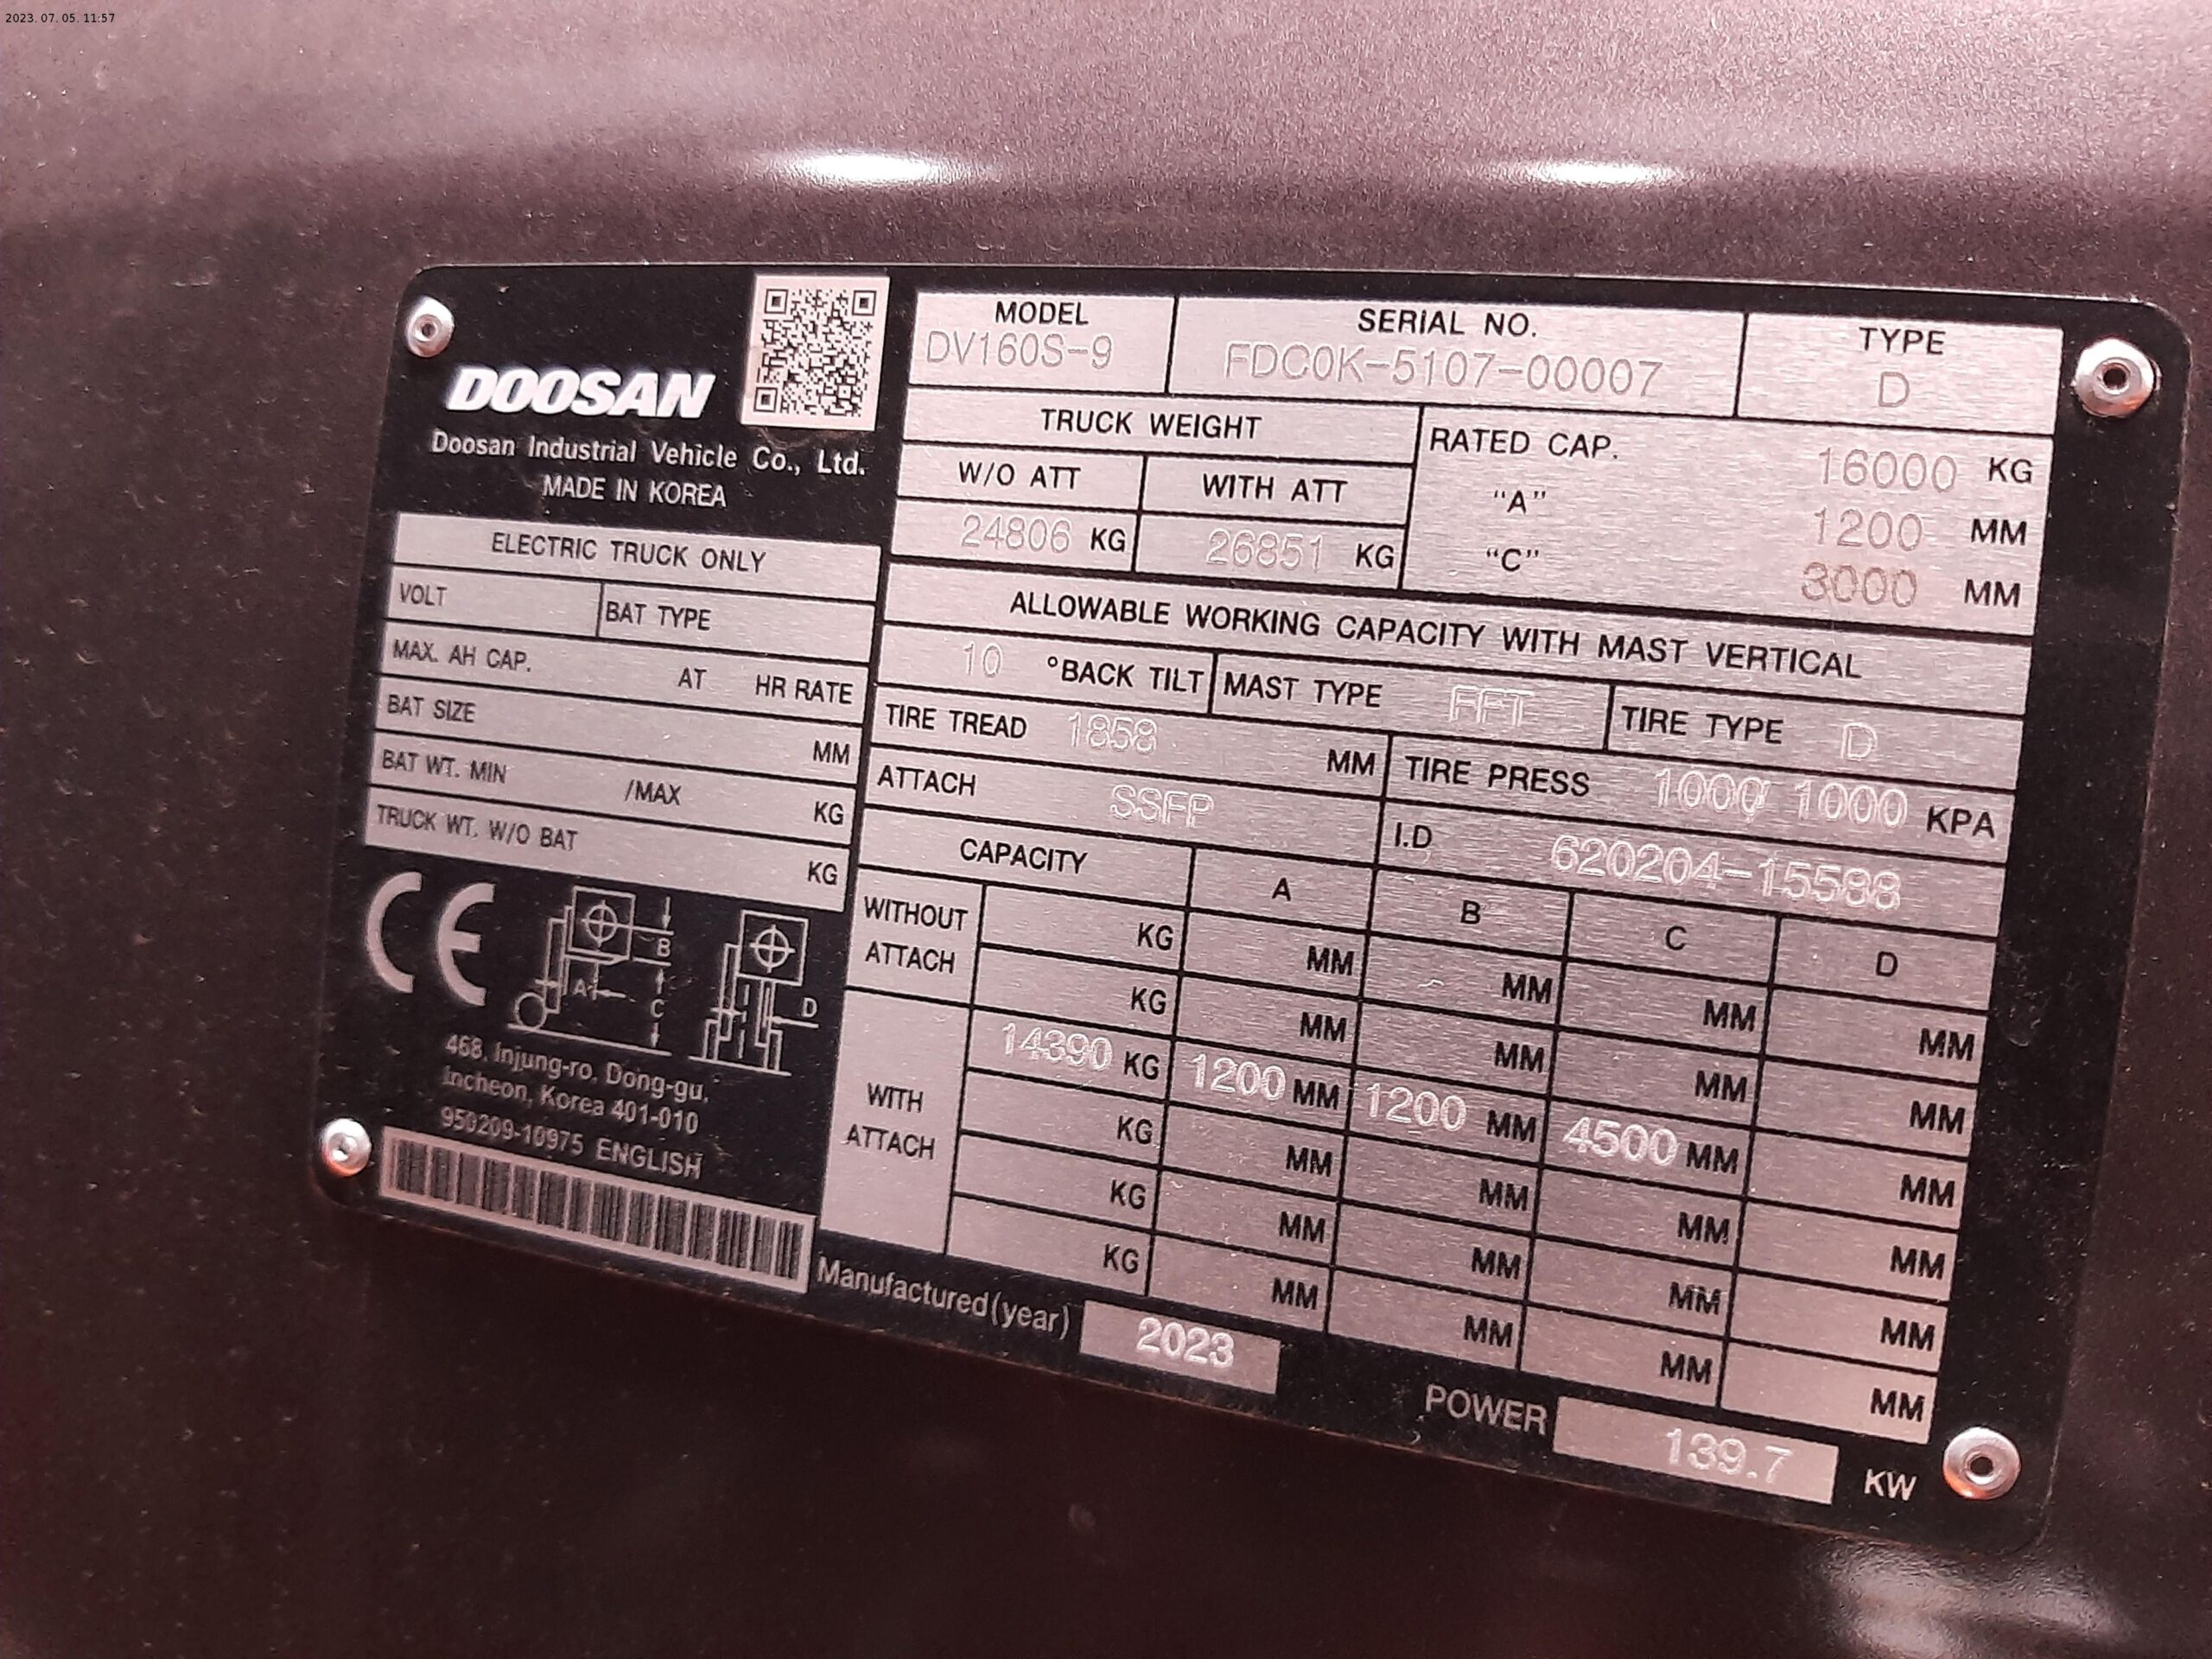 2023. 07. 05. 11:57
DOOSAN
Doosan Industrial Vehicle Co., Ltd.
MADE IN KOREA
ELECTRIC TRUCK ONLY
VOLT BAT TYPE
MAX. AH CAP. AT HR RATE
BAT SIZE MM
BAT WT. MIN /MAX KG
TRUCK WT. W/O BAT KG
CE
B
A
C
D
468, Injung-ro, Dong-gu,
Incheon, Korea 401-010
950209-10975 ENGLISH
MODEL SERIAL NO. TYPE
DV160S-9 FDC0K-5107-00007 D
TRUCK WEIGHT
W/O ATT WITH ATT
24806 KG 26851 KG
RATED CAP. 16000 KG
"A" 1200 MM
"C" 3000 MM
ALLOWABLE WORKING CAPACITY WITH MAST VERTICAL
10 °BACK TILT MAST TYPE FFT TIRE TYPE D
TIRE TREAD 1858 MM TIRE PRESS 1000/ 1000 KPA
ATTACH SSFP I.D 620204-15588
CAPACITY A B C D
WITHOUT ATTACH
KG MM MM MM MM
KG MM MM MM MM
WITH ATTACH
14390 KG 1200 MM 1200 MM 4500 MM MM
KG MM MM MM MM
KG MM MM MM MM
KG MM MM MM MM
Manufactured(year) 2023
POWER 139.7 KW